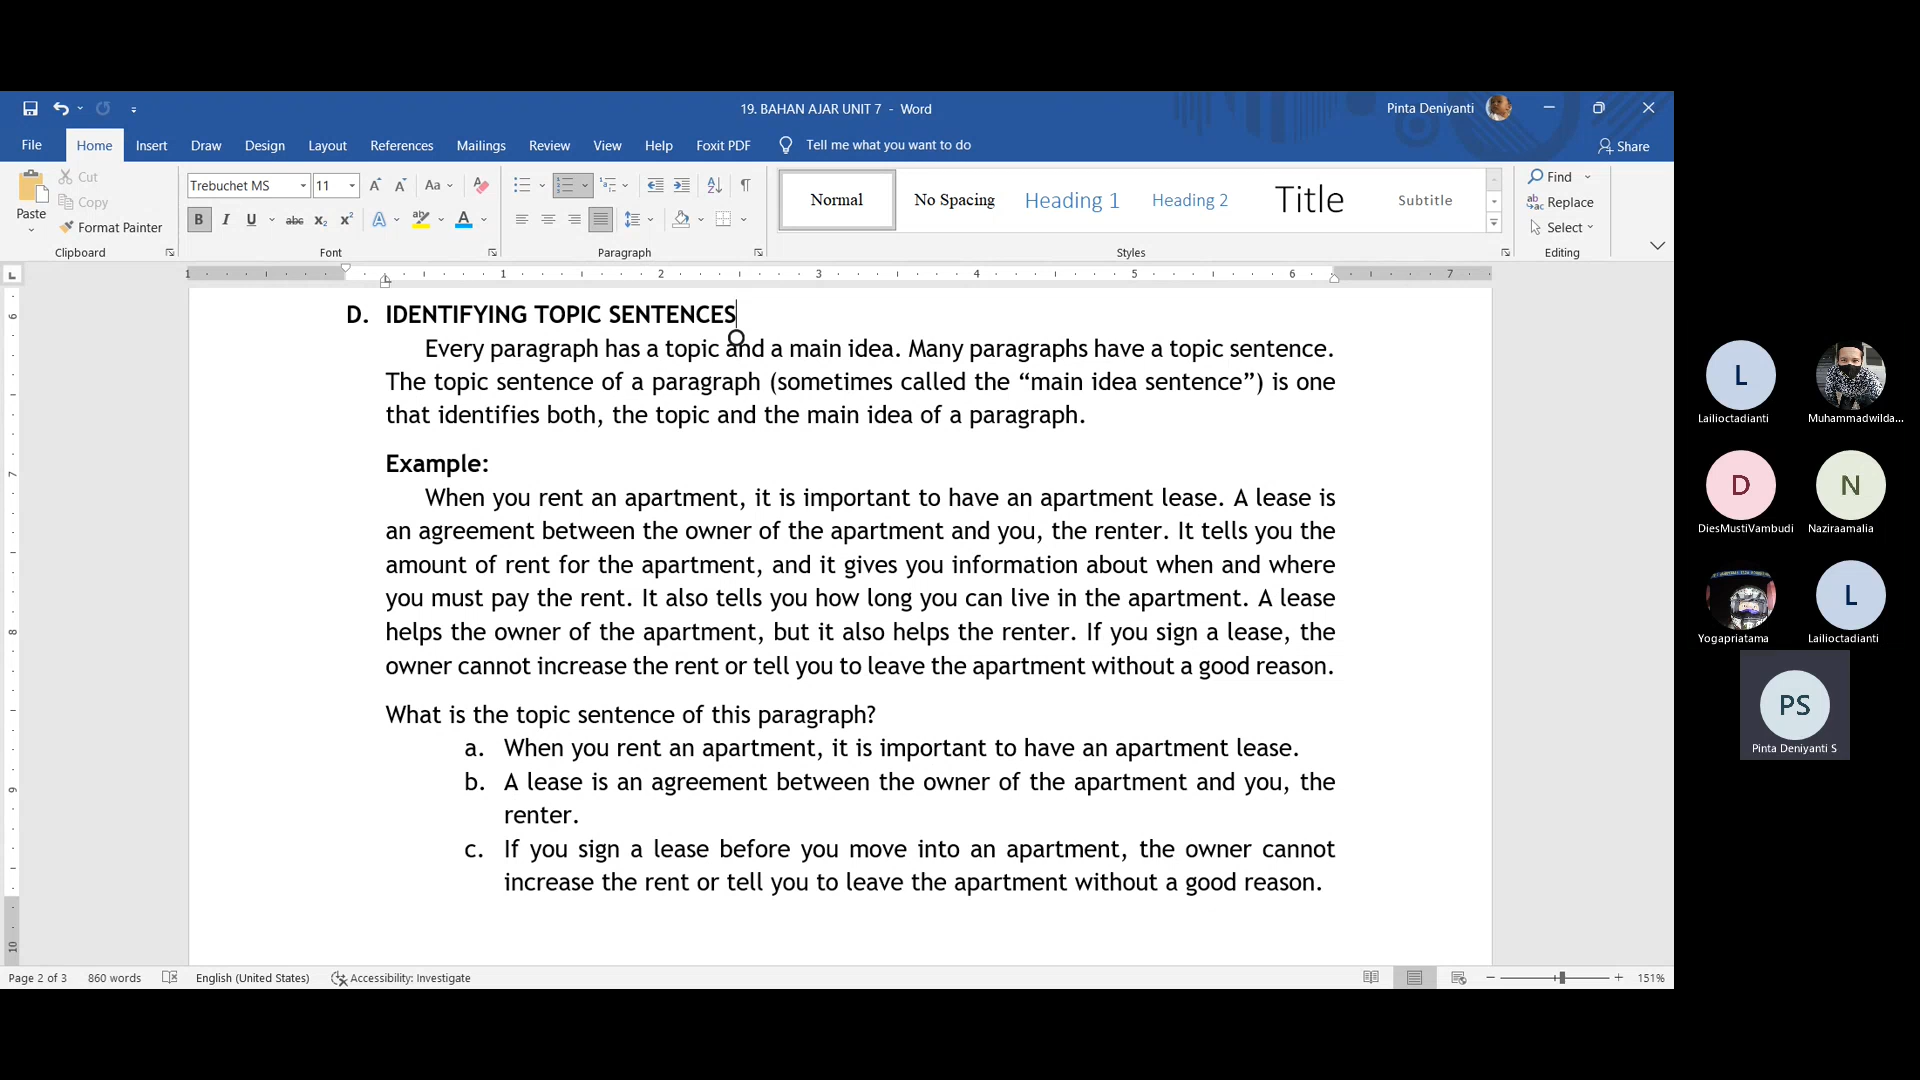 19. BAHAN AJAR UNIT 7 - Word
Pinta Deniyanti
File Home Insert Draw Design Layout References Mailings Review View Help Foxit PDF Tell me what you want to do Share
Paste
Cut
Copy
Format Painter
Clipboard
Trebuchet MS 11
Font
Paragraph
Normal No Spacing Heading 1 Heading 2 Title Subtitle
Styles
Find
Replace
Select
Editing
D. IDENTIFYING TOPIC SENTENCES
Every paragraph has a topic and a main idea. Many paragraphs have a topic sentence.
The topic sentence of a paragraph (sometimes called the “main idea sentence”) is one
that identifies both, the topic and the main idea of a paragraph.
Example:
When you rent an apartment, it is important to have an apartment lease. A lease is
an agreement between the owner of the apartment and you, the renter. It tells you the
amount of rent for the apartment, and it gives you information about when and where
you must pay the rent. It also tells you how long you can live in the apartment. A lease
helps the owner of the apartment, but it also helps the renter. If you sign a lease, the
owner cannot increase the rent or tell you to leave the apartment without a good reason.
What is the topic sentence of this paragraph?
a. When you rent an apartment, it is important to have an apartment lease.
b. A lease is an agreement between the owner of the apartment and you, the
renter.
c. If you sign a lease before you move into an apartment, the owner cannot
increase the rent or tell you to leave the apartment without a good reason.
Page 2 of 3 860 words English (United States) Accessibility: Investigate 151%
L
Lailioctadianti
Muhammadwilda...
D
DiesMustiVambudi
N
Naziraamalia
Yogapriatama
L
Lailioctadianti
PS
Pinta Deniyanti S